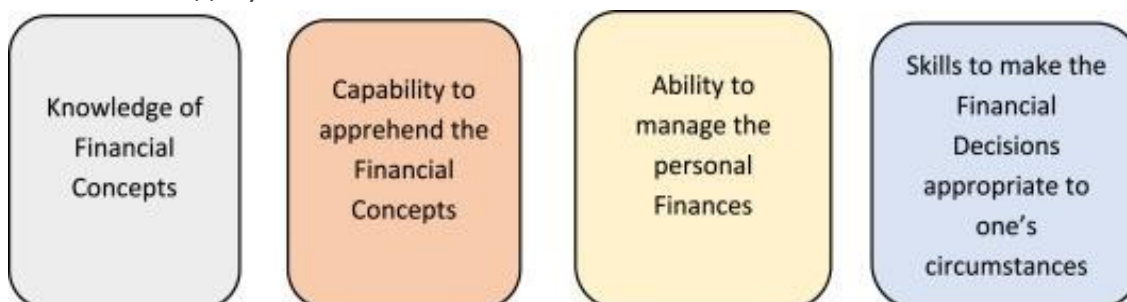 Knowledge of
Financial
Concepts
Capability to
apprehend the
Financial
Concepts
Ability to
manage the
personal
Finances
Skills to make the
Financial
Decisions
appropriate to
one's
circumstances